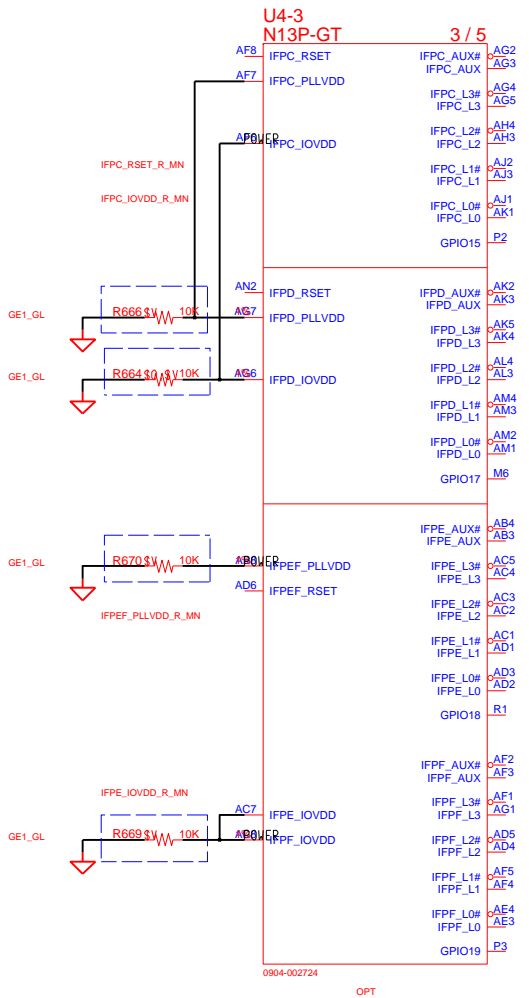 U4-3
N13P-GT 3 / 5
AF8 IFPC_RSET IFPC_AUX# AG2
IFPC_AUX AG3
AF7 IFPC_PLLVDD
IFPC_L3# AG4
IFPC_L3 AG5
IFPC_L2# AH4
POWER IFPC_IOVDD IFPC_L2 AH3
IFPC_RSET_R_MN
IFPC_L1# AJ2
IFPC_L1 AJ3
IFPC_IOVDD_R_MN
IFPC_L0# AJ1
IFPC_L0 AK1
GPIO15 P2
AN2 IFPD_RSET IFPD_AUX# AK2
IFPD_AUX AK3
GE1_GL R666 10K AG7 IFPD_PLLVDD
IFPD_L3# AK5
IFPD_L3 AK4
IFPD_L2# AL4
GE1_GL R664 10K AG6 IFPD_IOVDD IFPD_L2 AL3
IFPD_L1# AM4
IFPD_L1 AM3
IFPD_L0# AM2
IFPD_L0 AM1
GPIO17 M6
IFPE_AUX# AB4
IFPE_AUX AB3
GE1_GL R670 10K POWER IFPEF_PLLVDD
IFPE_L3# AC5
IFPE_L3 AC4
AD6 IFPEF_RSET
IFPE_L2# AC3
IFPE_L2 AC2
IFPEF_PLLVDD_R_MN
IFPE_L1# AC1
IFPE_L1 AD1
IFPE_L0# AD3
IFPE_L0 AD2
GPIO18 R1
IFPF_AUX# AF2
IFPF_AUX AF3
IFPE_IOVDD_R_MN
IFPF_L3# AF1
IFPF_L3 AG1
AC7 IFPE_IOVDD
GE1_GL R669 10K POWER IFPF_IOVDD
IFPF_L2# AD5
IFPF_L2 AD4
IFPF_L1# AF5
IFPF_L1 AF4
IFPF_L0# AE4
IFPF_L0 AE3
GPIO19 P3
0904-002724
OPT